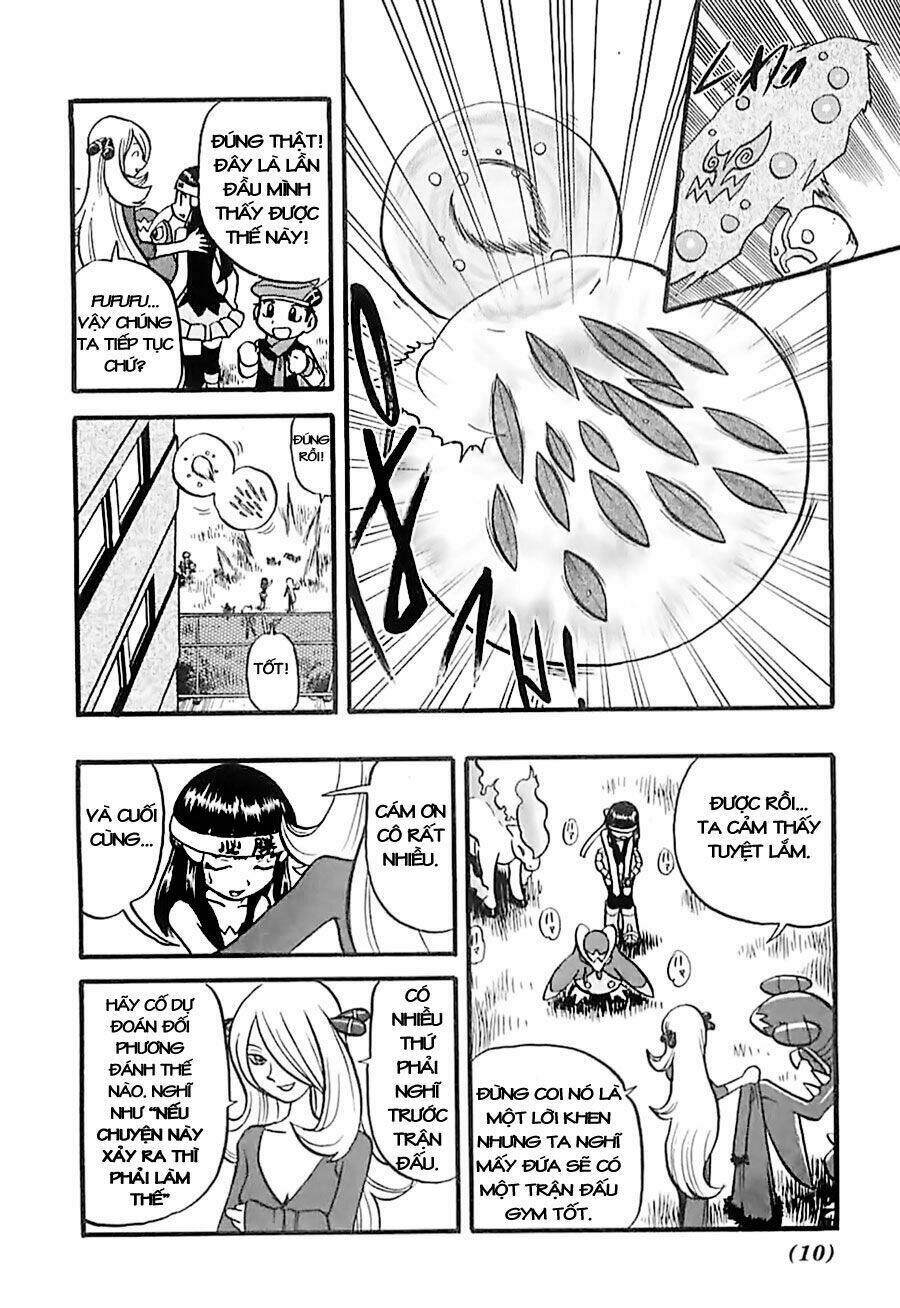 ĐÚNG THẬT!
ĐÂY LÀ LẦN
ĐẦU MÌNH
THẤY ĐƯỢC
THẾ NÀY!
FUFUFU...
VẬY CHÚNG
TA TIẾP TỤC
CHỨ?
ĐÚNG
RỒI!
TỐT!
CÁM ƠN
CÔ RẤT
NHIỀU.
VÀ CUỐI
CÙNG...
必勝
ĐƯỢC RỒI...
TA CẢM THẤY
TUYỆT LẮM.
ĐỪNG COI NÓ LÀ
MỘT LỜI KHEN
NHƯNG TA NGHĨ
MẤY ĐỨA SẼ CÓ
MỘT TRẬN ĐẤU
GYM TỐT.
CÓ
NHIỀU
THỨ
PHẢI
NGHĨ
TRƯỚC
TRẬN
ĐẤU.
HÃY CỐ DỰ
ĐOÁN ĐỐI
PHƯƠNG
ĐÁNH THẾ
NÀO. NGHĨ
NHƯ "NẾU
CHUYỆN NÀY
XẢY RA THÌ
PHẢI LÀM
THẾ"
(10)